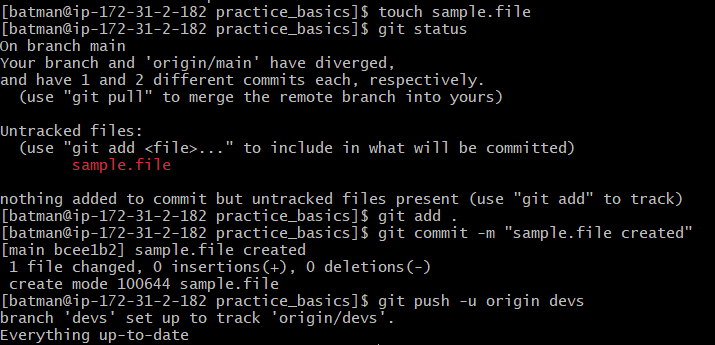 [batman@ip-172-31-2-182 practice_basics]$ touch sample.file
[batman@ip-172-31-2-182 practice_basics]$ git status
On branch main
Your branch and 'origin/main' have diverged,
and have 1 and 2 different commits each, respectively.
  (use "git pull" to merge the remote branch into yours)

Untracked files:
  (use "git add <file>..." to include in what will be committed)
        sample.file

nothing added to commit but untracked files present (use "git add" to track)
[batman@ip-172-31-2-182 practice_basics]$ git add .
[batman@ip-172-31-2-182 practice_basics]$ git commit -m "sample.file created"
[main bcee1b2] sample.file created
 1 file changed, 0 insertions(+), 0 deletions(-)
 create mode 100644 sample.file
[batman@ip-172-31-2-182 practice_basics]$ git push -u origin devs
branch 'devs' set up to track 'origin/devs'.
Everything up-to-date